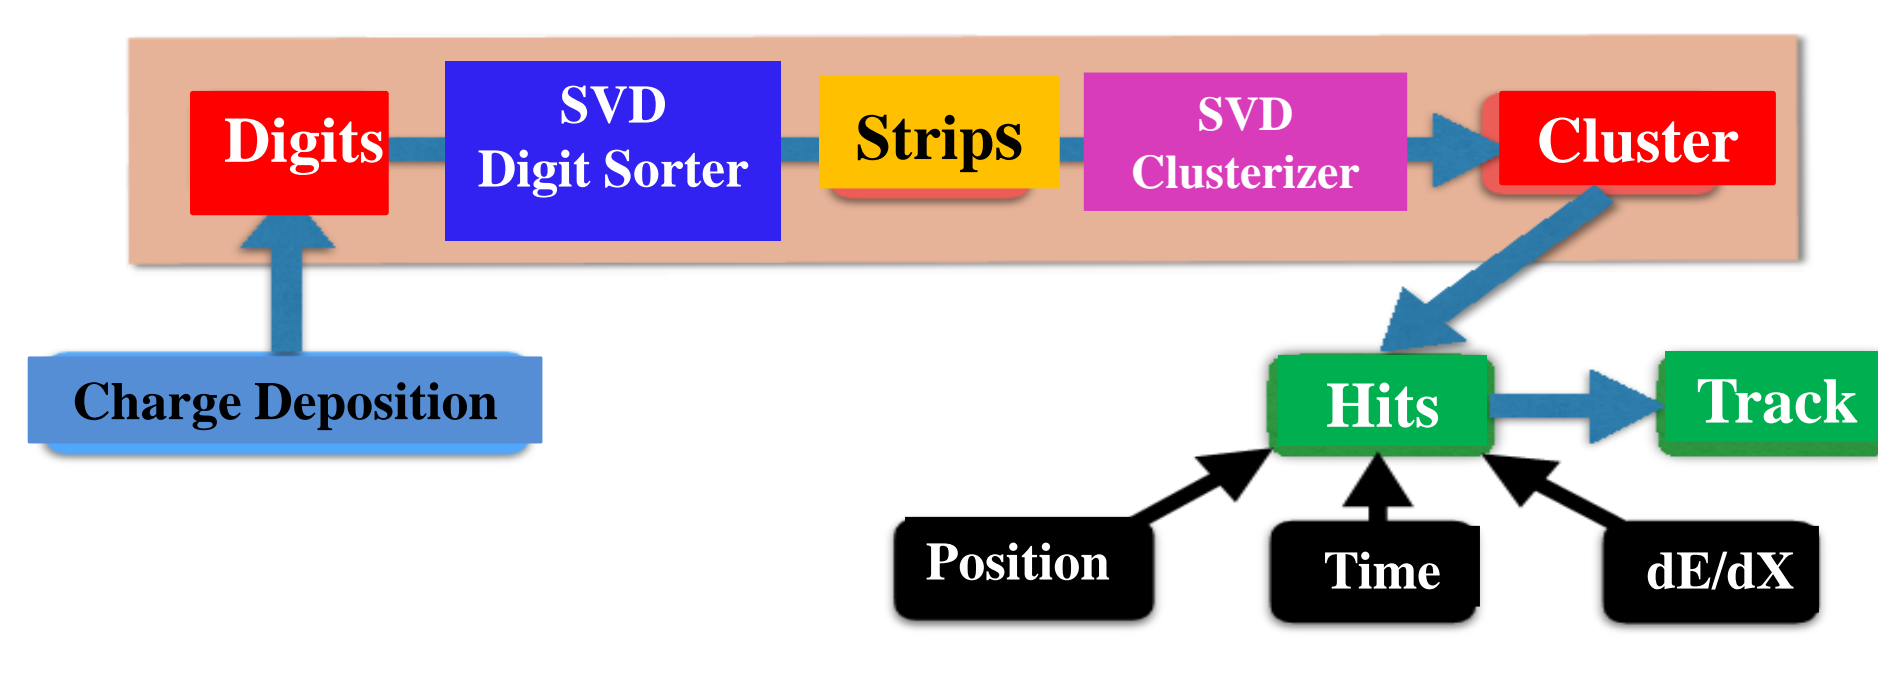 Digits
SVD
Digit Sorter
Strips
SVD
Clusterizer
Cluster
Charge Deposition
Hits
Track
Position
Time
dE/dX